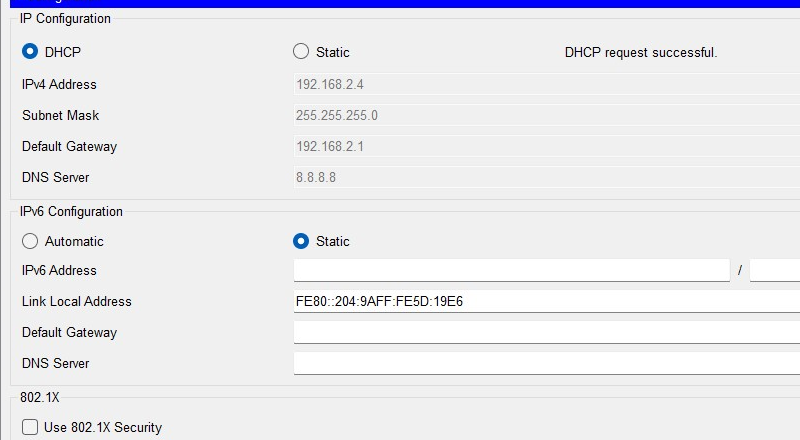 IP Configuration
DHCP Static DHCP request successful.
IPv4 Address 192.168.2.4
Subnet Mask 255.255.255.0
Default Gateway 192.168.2.1
DNS Server 8.8.8.8
IPv6 Configuration
Automatic Static
IPv6 Address /
Link Local Address FE80::204:9AFF:FE5D:19E6
Default Gateway
DNS Server
802.1X
Use 802.1X Security